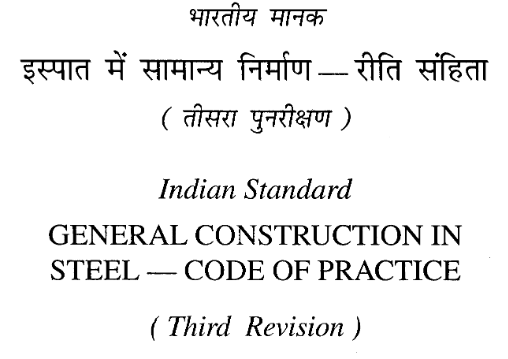 भारतीय मानक
इस्पात में सामान्य निर्माण — रीति संहिता
( तीसरा पुनरीक्षण )
Indian Standard
GENERAL CONSTRUCTION IN
STEEL — CODE OF PRACTICE
( Third Revision )